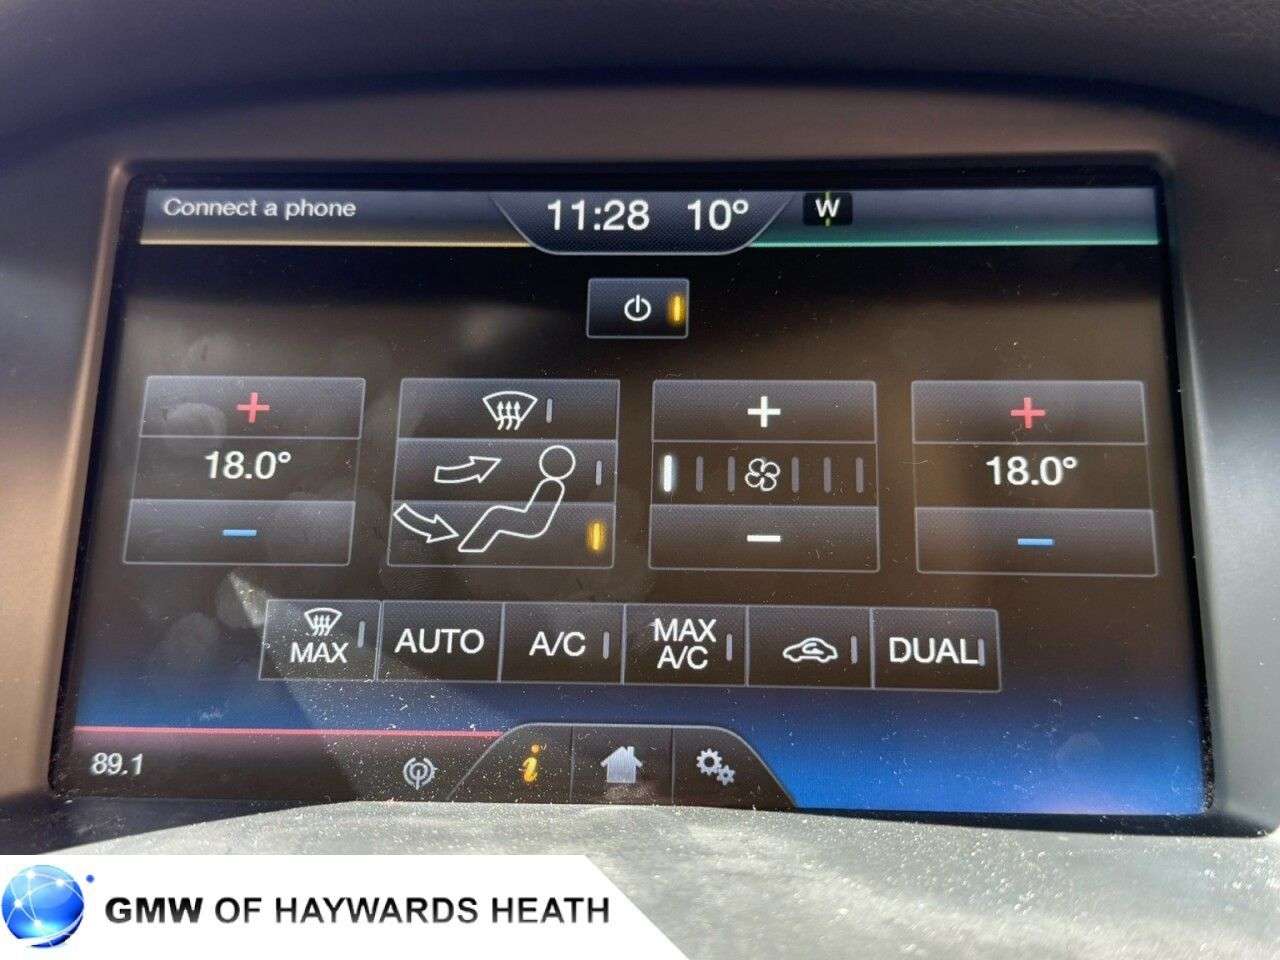 Connect a phone
11:28 10°
W
18.0°
18.0°
MAX
AUTO
A/C
MAX
A/C
DUAL
89.1
i
GMW OF HAYWARDS HEATH